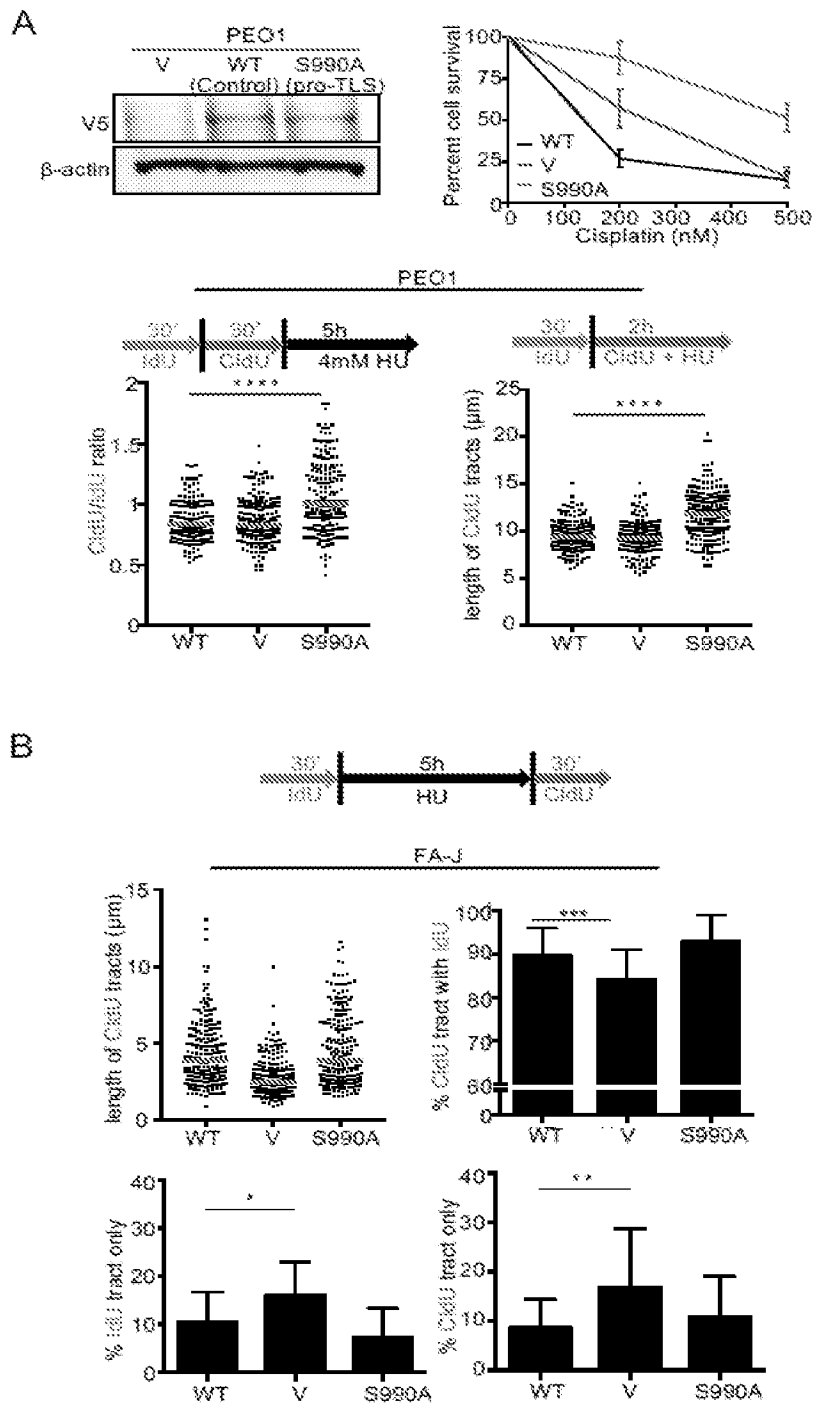 A
PEO1
V WT S990A
(Control) (pro-TLS)
V5
β-actin
Percent cell survival
100
75
50
25
0
WT
V
S990A
0 100 200 300 400 500
Cisplatin (nM)
PEO1
30' 30' 5h
IdU CldU 4mM HU
30' 2h
IdU CldU + HU
****
CldU/IdU ratio
2
1.5
1
0.5
0
WT V S990A
****
length of CldU tracts (µm)
25
20
15
10
5
0
WT V S990A
B
30' 5h 30'
IdU HU CldU
FA-J
length of CldU tracts (µm)
15
10
5
0
WT V S990A
***
% CldU tract with IdU
100
90
80
70
60
0
WT V S990A
*
% IdU tract only
40
30
20
10
0
WT V S990A
**
% CldU tract only
40
30
20
10
0
WT V S990A